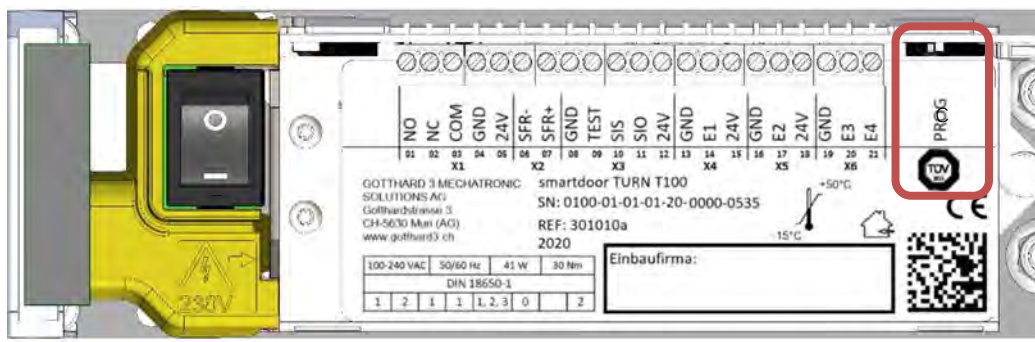 NO NC COM GND 24V SFR- SFR+ GND TEST SIS SIO 24V GND E1 24V GND E2 24V GND E3 E4 PROG
01 02 03 04 05 06 07 08 09 10 11 12 13 14 15 16 17 18 19 20 21
X1 X2 X3 X4 X5 X6
TÜV
GOTTHARD 3 MECHATRONIC
SOLUTIONS AG
Gotthardstrasse 3
CH-5630 Muri (AG)
www.gotthard3.ch
smartdoor TURN T100
SN: 0100-01-01-01-20-0000-0535
REF: 301010a
2020
+50°C
-15°C
CE
100-240 VAC 50/60 Hz 41 W 30 Nm
DIN 18650-1
1 2 1 1 1, 2, 3 0 2
Einbaufirma:
230V